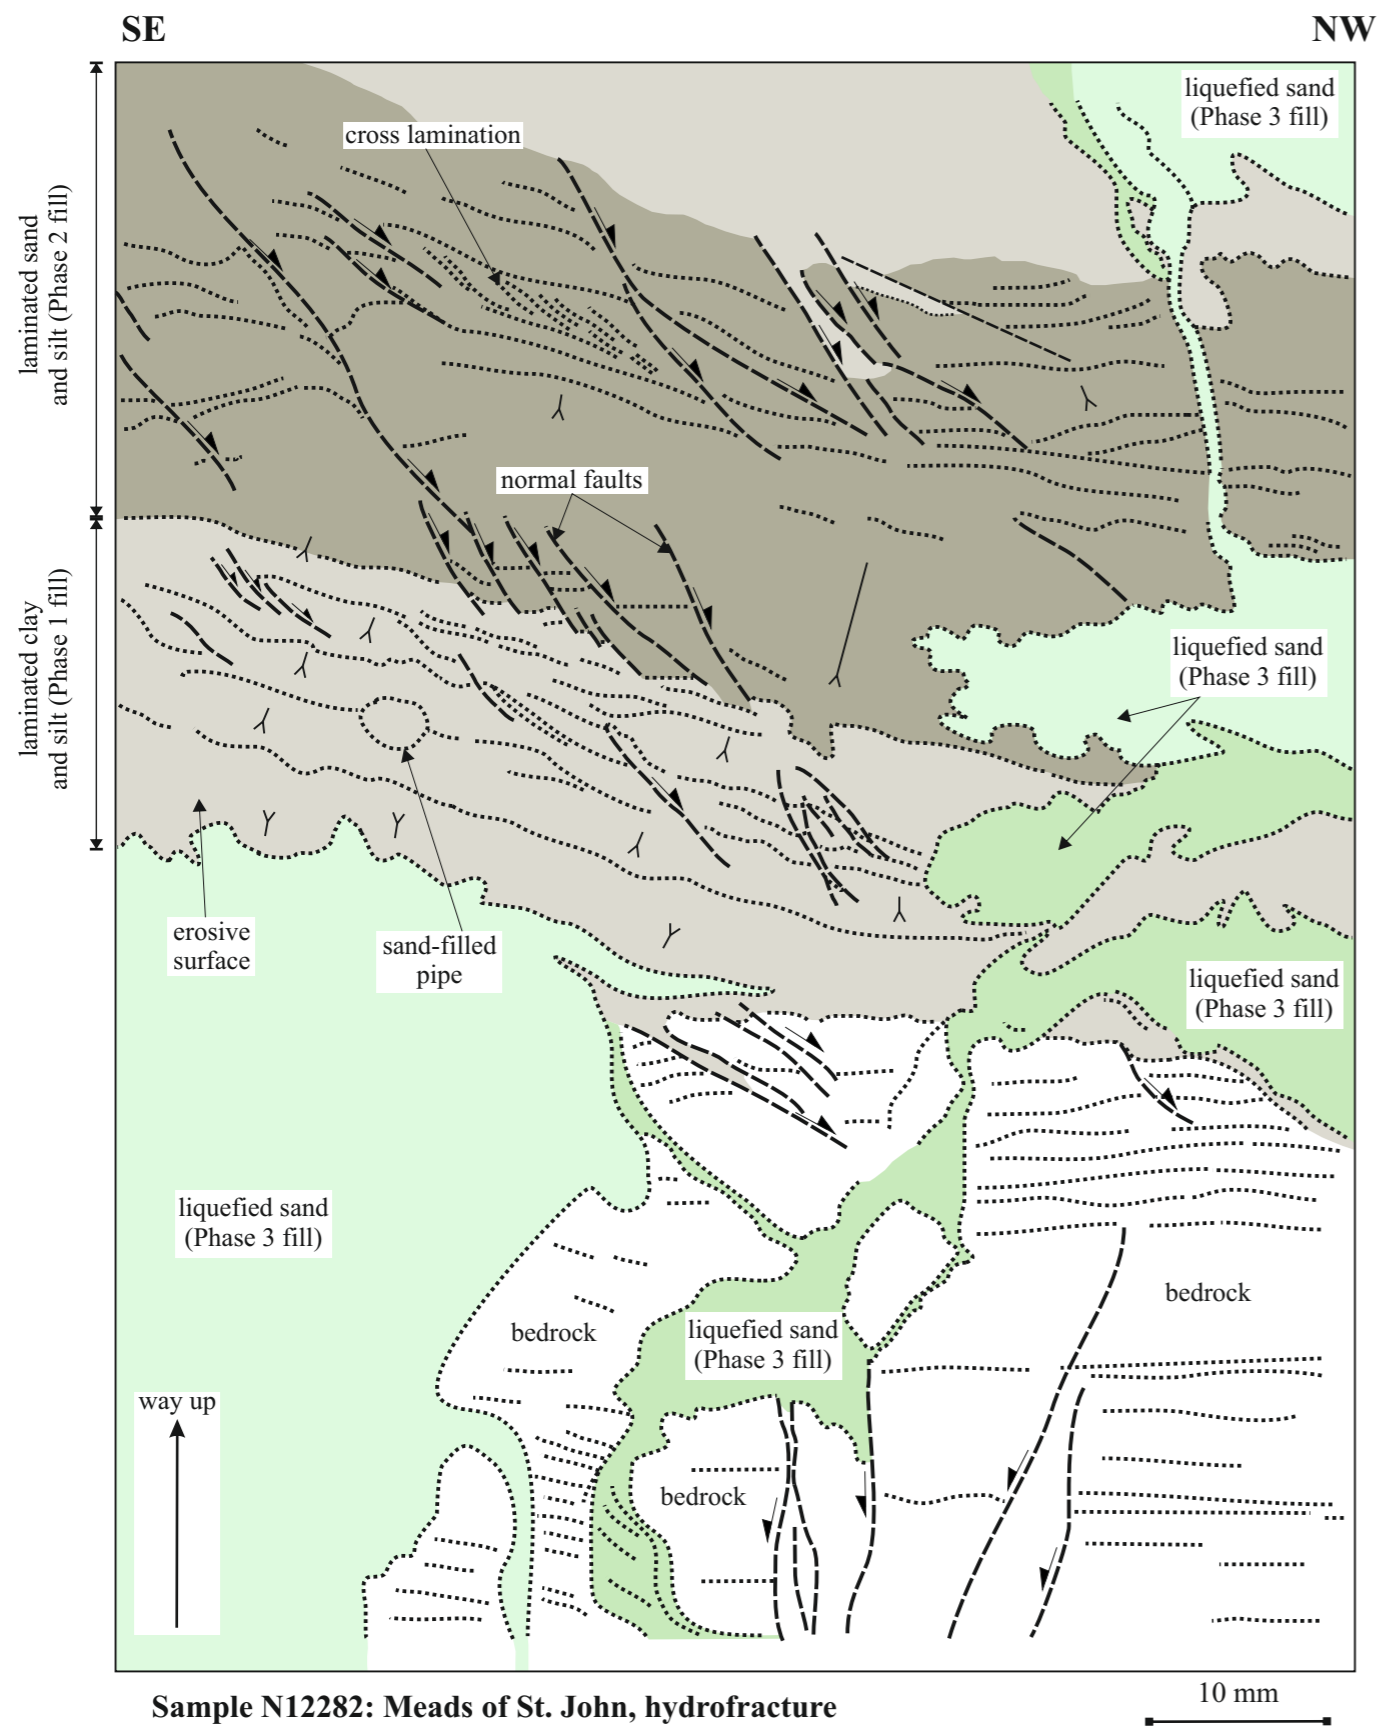 SE
NW
liquefied sand
(Phase 3 fill)
cross lamination
laminated sand
and silt (Phase 2 fill)
normal faults
laminated clay
and silt (Phase 1 fill)
liquefied sand
(Phase 3 fill)
erosive
surface
sand-filled
pipe
liquefied sand
(Phase 3 fill)
liquefied sand
(Phase 3 fill)
bedrock
bedrock
liquefied sand
(Phase 3 fill)
way up
bedrock
10 mm
Sample N12282: Meads of St. John, hydrofracture